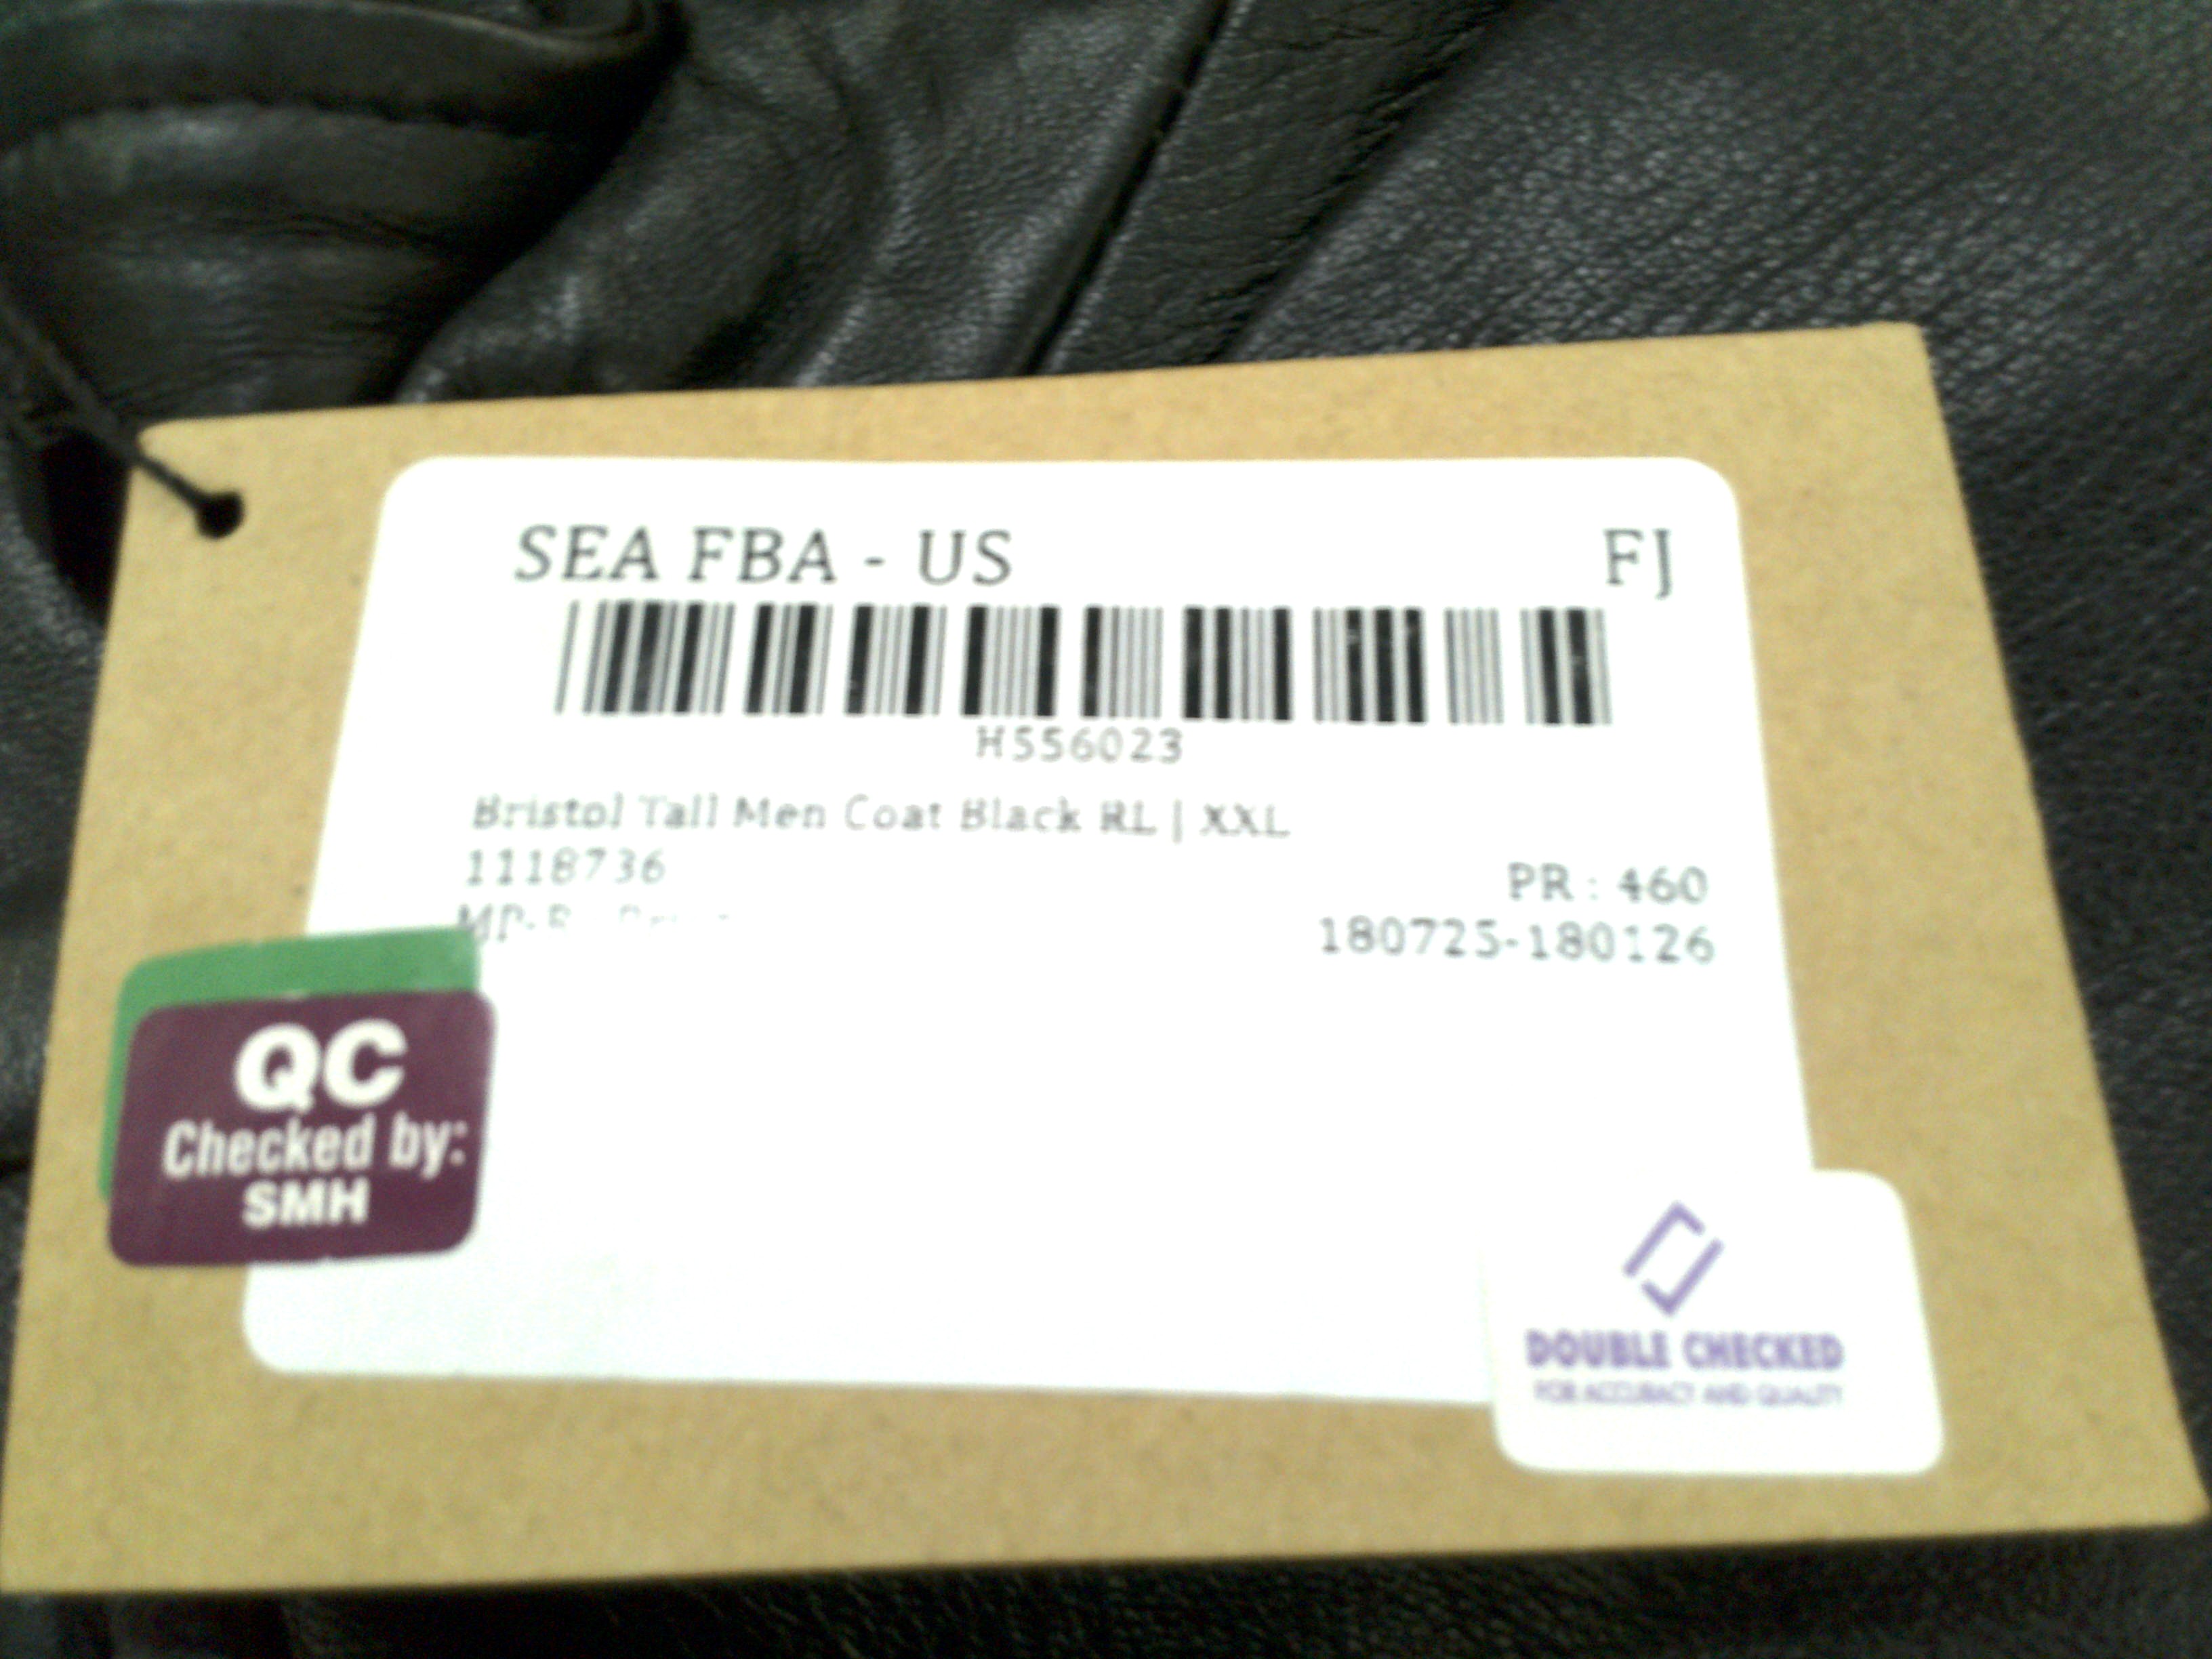 SEA FBA - US FJ
H556023
Bristol Tall Men Coat Black RL | XXL
1118736
PR : 460
180725-180126
QC
Checked by:
SMH
DOUBLE CHECKED
FOR ACCURACY AND QUALITY